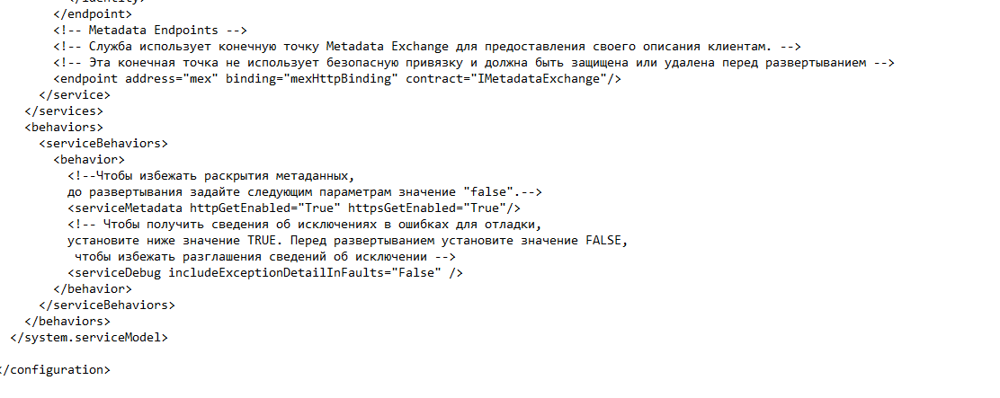 </identity>
</endpoint>
<!-- Metadata Endpoints -->
<!-- Служба использует конечную точку Metadata Exchange для предоставления своего описания клиентам. -->
<!-- Эта конечная точка не использует безопасную привязку и должна быть защищена или удалена перед развертыванием -->
<endpoint address="mex" binding="mexHttpBinding" contract="IMetadataExchange"/>
</service>
</services>
<behaviors>
<serviceBehaviors>
<behavior>
<!--Чтобы избежать раскрытия метаданных,
до развертывания задайте следующим параметрам значение "false".-->
<serviceMetadata httpGetEnabled="True" httpsGetEnabled="True"/>
<!-- Чтобы получить сведения об исключениях в ошибках для отладки,
установите ниже значение TRUE. Перед развертыванием установите значение FALSE,
чтобы избежать разглашения сведений об исключении -->
<serviceDebug includeExceptionDetailInFaults="False" />
</behavior>
</serviceBehaviors>
</behaviors>
</system.serviceModel>
</configuration>